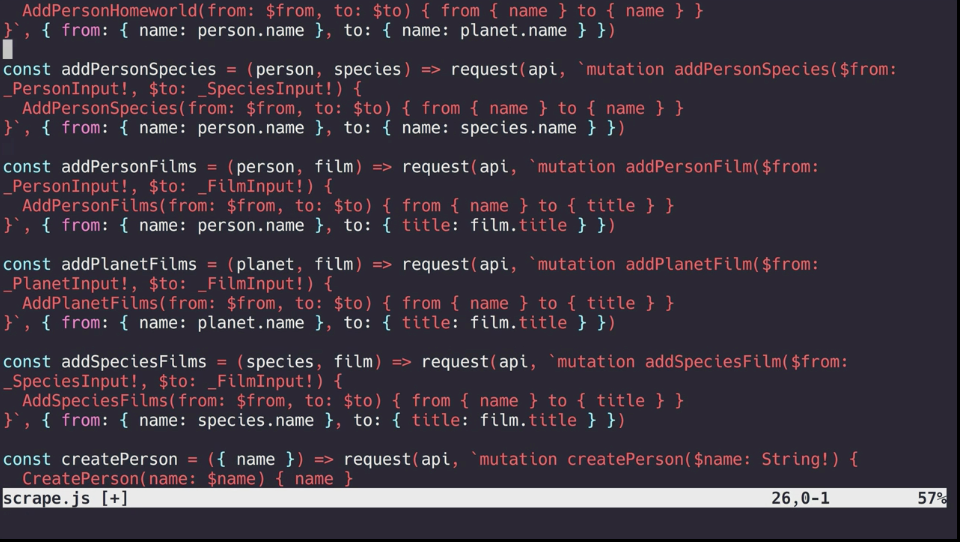 AddPersonHomeworld(from: $from, to: $to) { from { name } to { name } }
}`, { from: { name: person.name }, to: { name: planet.name } })
const addPersonSpecies = (person, species) => request(api, `mutation addPersonSpecies($from:
_PersonInput!, $to: _SpeciesInput!) {
  AddPersonSpecies(from: $from, to: $to) { from { name } to { name } }
}`, { from: { name: person.name }, to: { name: species.name } })
const addPersonFilms = (person, film) => request(api, `mutation addPersonFilm($from:
_PersonInput!, $to: _FilmInput!) {
  AddPersonFilms(from: $from, to: $to) { from { name } to { title } }
}`, { from: { name: person.name }, to: { title: film.title } })
const addPlanetFilms = (planet, film) => request(api, `mutation addPlanetFilm($from:
_PlanetInput!, $to: _FilmInput!) {
  AddPlanetFilms(from: $from, to: $to) { from { name } to { title } }
}`, { from: { name: planet.name }, to: { title: film.title } })
const addSpeciesFilms = (species, film) => request(api, `mutation addSpeciesFilm($from:
_SpeciesInput!, $to: _FilmInput!) {
  AddSpeciesFilms(from: $from, to: $to) { from { name } to { title } }
}`, { from: { name: species.name }, to: { title: film.title } })
const createPerson = ({ name }) => request(api, `mutation createPerson($name: String!) {
  CreatePerson(name: $name) { name }
scrape.js [+] 26,0-1 57%